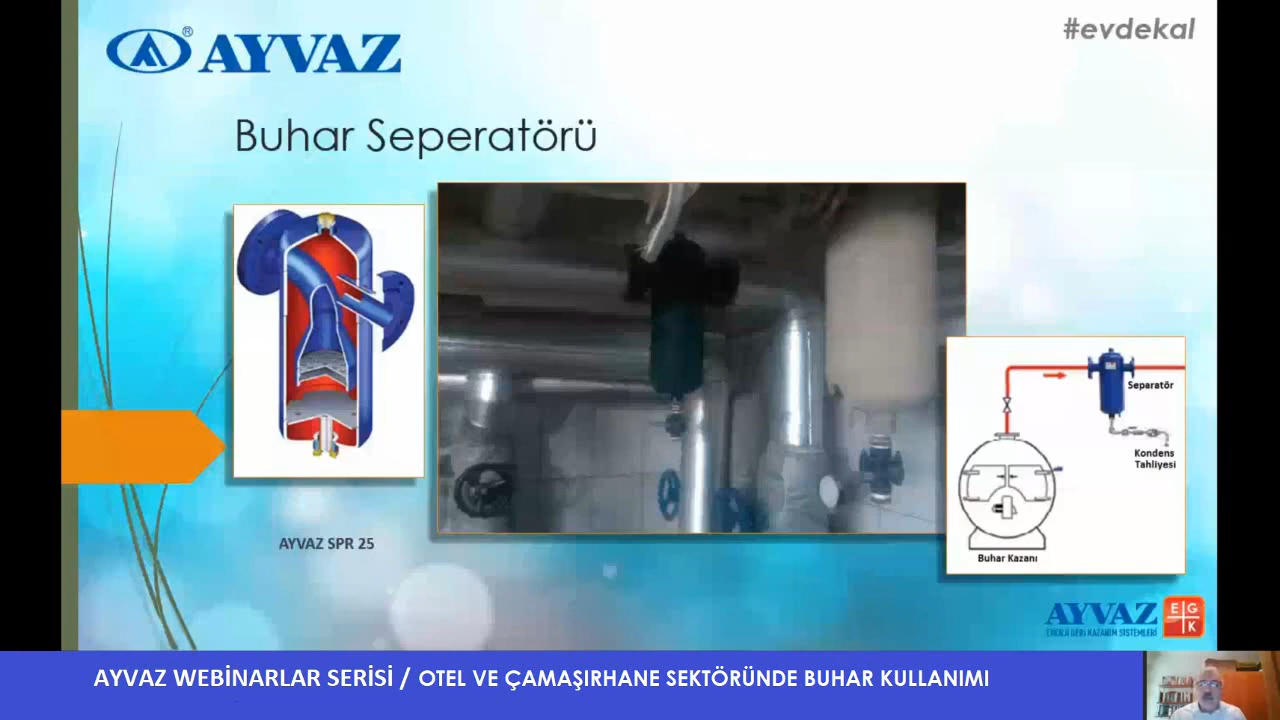 #evdekal
® AYVAZ
Buhar Seperatörü
Separatör
Kondens
Tahliyesi
Buhar Kazanı
AYVAZ SPR 25
AYVAZ
ENERJİ GERİ KAZANIM SİSTEMLERİ
E G
K
AYVAZ WEBİNARLAR SERİSİ / OTEL VE ÇAMAŞIRHANE SEKTÖRÜNDE BUHAR KULLANIMI